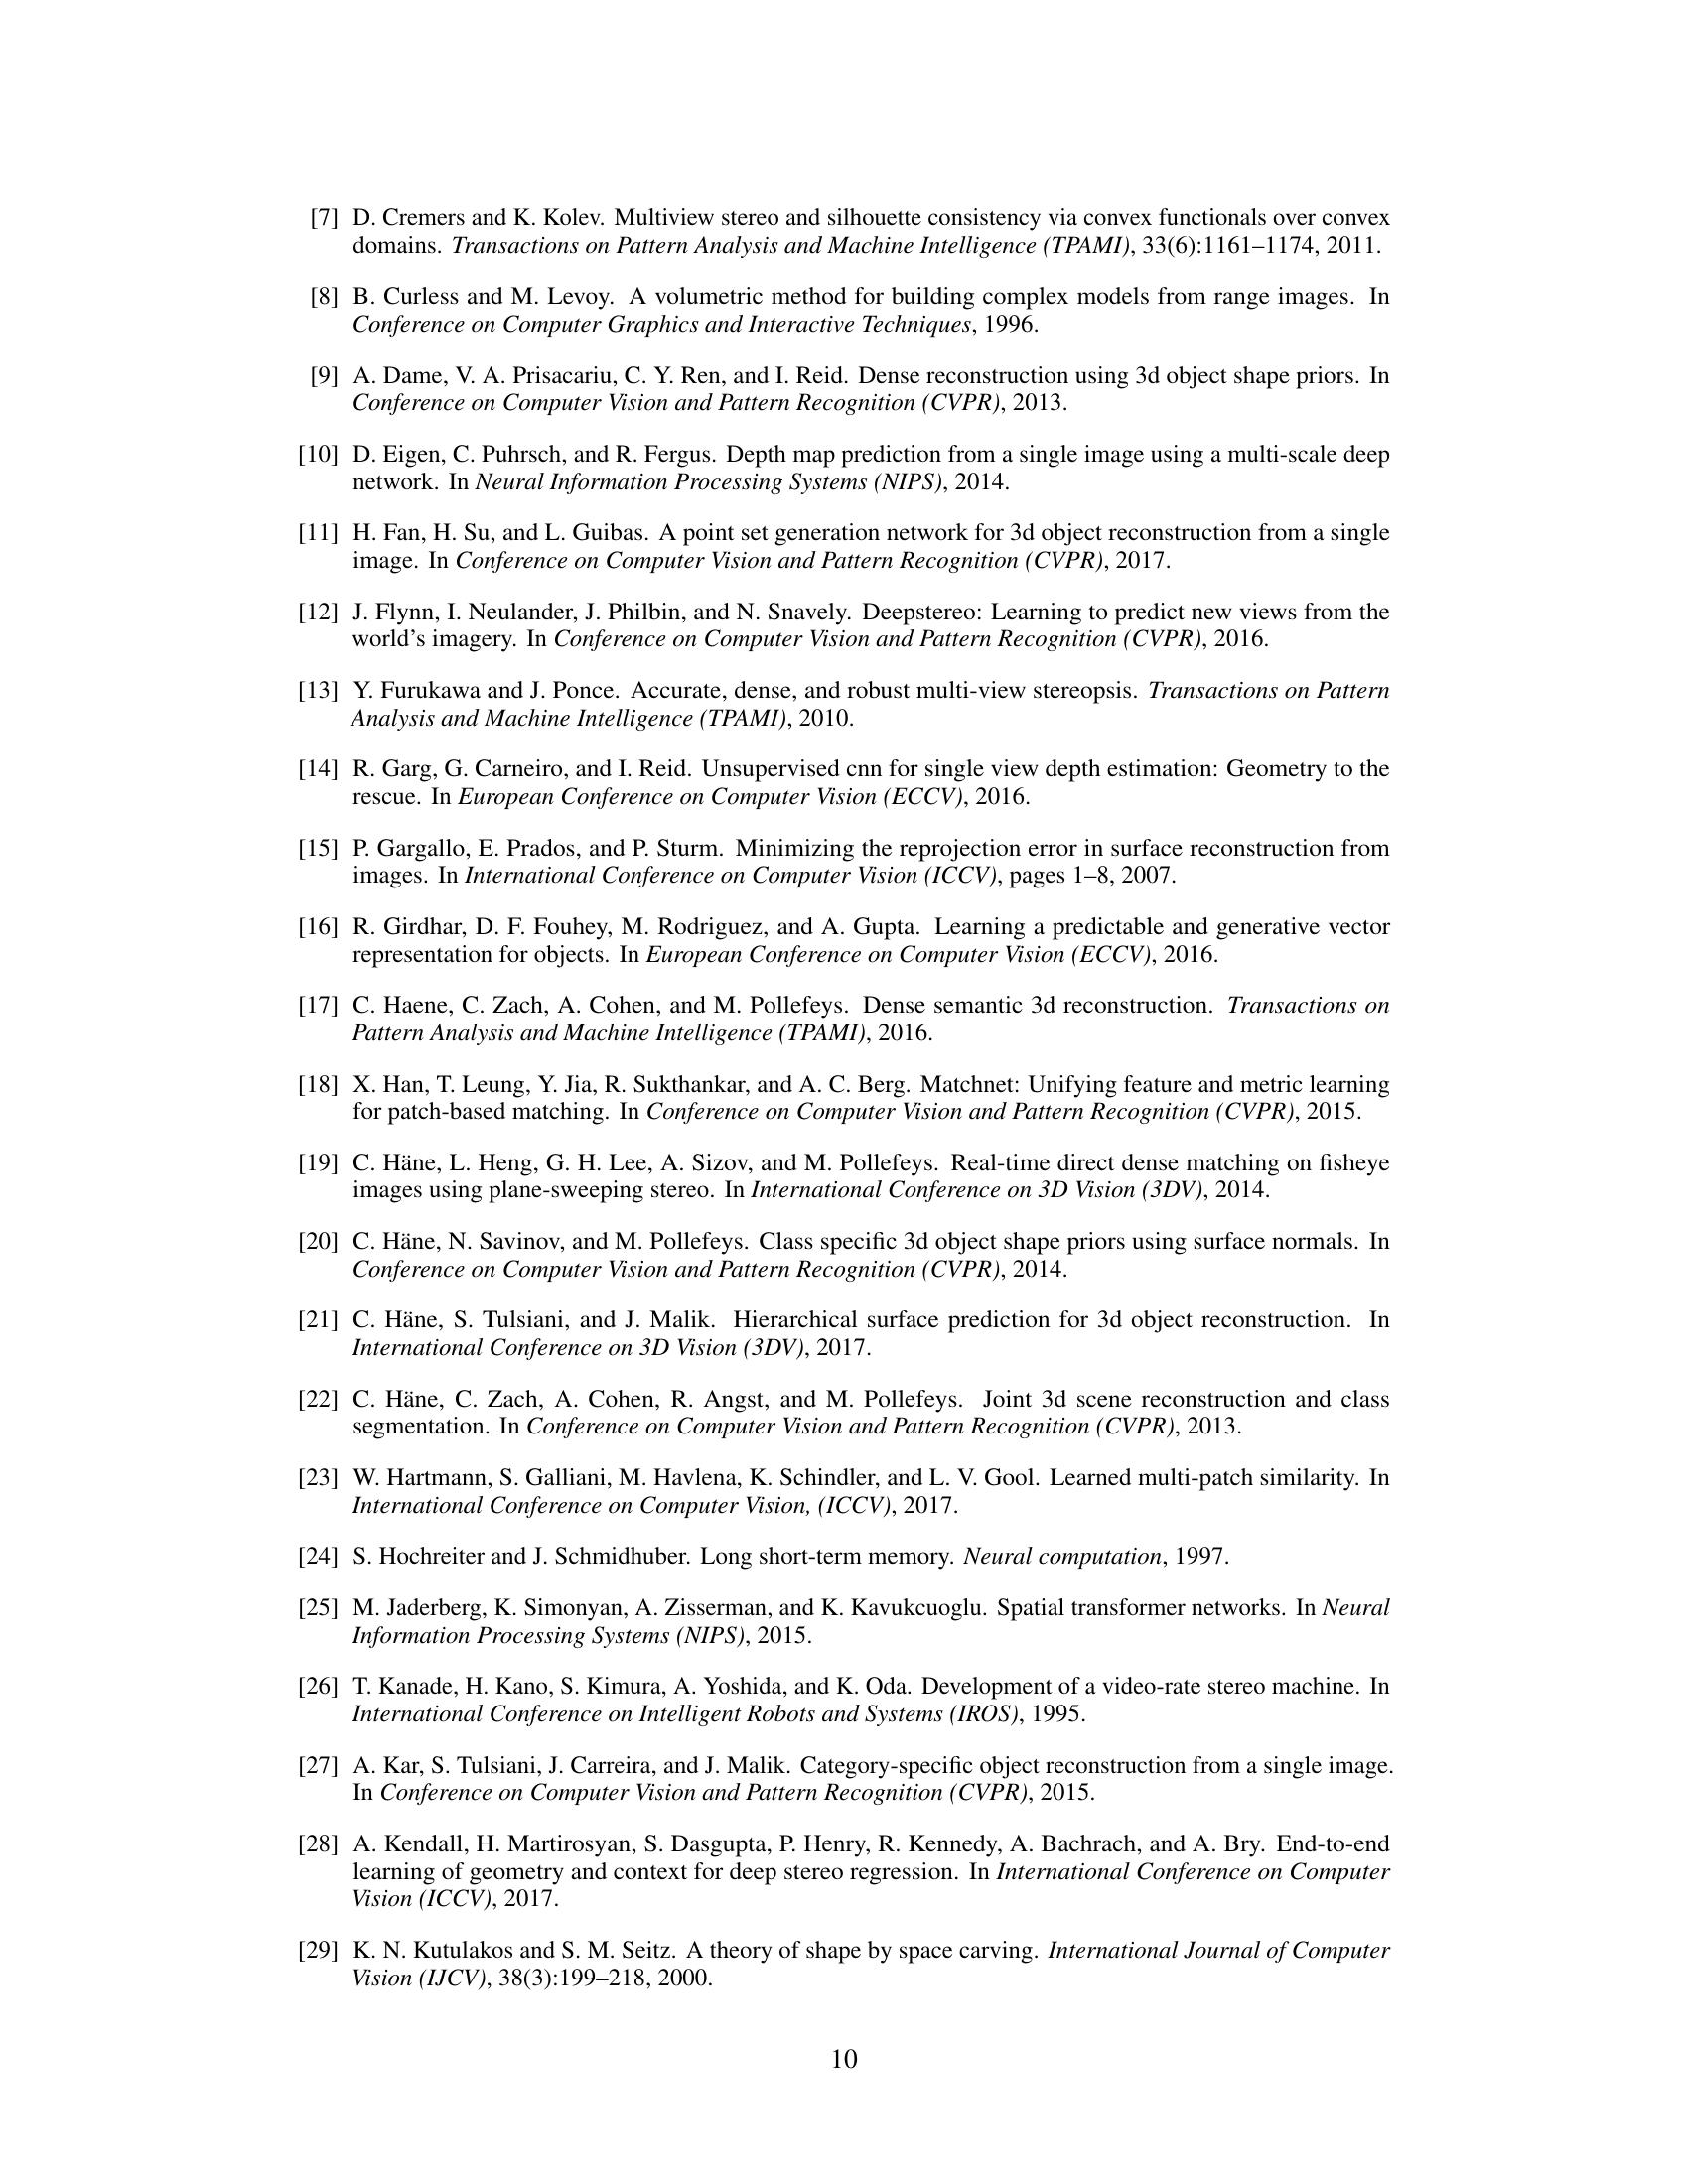 [7] D. Cremers and K. Kolev. Multiview stereo and silhouette consistency via convex functionals over convex
domains. Transactions on Pattern Analysis and Machine Intelligence (TPAMI), 33(6):1161–1174, 2011.
[8] B. Curless and M. Levoy. A volumetric method for building complex models from range images. In
Conference on Computer Graphics and Interactive Techniques, 1996.
[9] A. Dame, V. A. Prisacariu, C. Y. Ren, and I. Reid. Dense reconstruction using 3d object shape priors. In
Conference on Computer Vision and Pattern Recognition (CVPR), 2013.
[10] D. Eigen, C. Puhrsch, and R. Fergus. Depth map prediction from a single image using a multi-scale deep
network. In Neural Information Processing Systems (NIPS), 2014.
[11] H. Fan, H. Su, and L. Guibas. A point set generation network for 3d object reconstruction from a single
image. In Conference on Computer Vision and Pattern Recognition (CVPR), 2017.
[12] J. Flynn, I. Neulander, J. Philbin, and N. Snavely. Deepstereo: Learning to predict new views from the
world's imagery. In Conference on Computer Vision and Pattern Recognition (CVPR), 2016.
[13] Y. Furukawa and J. Ponce. Accurate, dense, and robust multi-view stereopsis. Transactions on Pattern
Analysis and Machine Intelligence (TPAMI), 2010.
[14] R. Garg, G. Carneiro, and I. Reid. Unsupervised cnn for single view depth estimation: Geometry to the
rescue. In European Conference on Computer Vision (ECCV), 2016.
[15] P. Gargallo, E. Prados, and P. Sturm. Minimizing the reprojection error in surface reconstruction from
images. In International Conference on Computer Vision (ICCV), pages 1–8, 2007.
[16] R. Girdhar, D. F. Fouhey, M. Rodriguez, and A. Gupta. Learning a predictable and generative vector
representation for objects. In European Conference on Computer Vision (ECCV), 2016.
[17] C. Haene, C. Zach, A. Cohen, and M. Pollefeys. Dense semantic 3d reconstruction. Transactions on
Pattern Analysis and Machine Intelligence (TPAMI), 2016.
[18] X. Han, T. Leung, Y. Jia, R. Sukthankar, and A. C. Berg. Matchnet: Unifying feature and metric learning
for patch-based matching. In Conference on Computer Vision and Pattern Recognition (CVPR), 2015.
[19] C. Häne, L. Heng, G. H. Lee, A. Sizov, and M. Pollefeys. Real-time direct dense matching on fisheye
images using plane-sweeping stereo. In International Conference on 3D Vision (3DV), 2014.
[20] C. Häne, N. Savinov, and M. Pollefeys. Class specific 3d object shape priors using surface normals. In
Conference on Computer Vision and Pattern Recognition (CVPR), 2014.
[21] C. Häne, S. Tulsiani, and J. Malik. Hierarchical surface prediction for 3d object reconstruction. In
International Conference on 3D Vision (3DV), 2017.
[22] C. Häne, C. Zach, A. Cohen, R. Angst, and M. Pollefeys. Joint 3d scene reconstruction and class
segmentation. In Conference on Computer Vision and Pattern Recognition (CVPR), 2013.
[23] W. Hartmann, S. Galliani, M. Havlena, K. Schindler, and L. V. Gool. Learned multi-patch similarity. In
International Conference on Computer Vision, (ICCV), 2017.
[24] S. Hochreiter and J. Schmidhuber. Long short-term memory. Neural computation, 1997.
[25] M. Jaderberg, K. Simonyan, A. Zisserman, and K. Kavukcuoglu. Spatial transformer networks. In Neural
Information Processing Systems (NIPS), 2015.
[26] T. Kanade, H. Kano, S. Kimura, A. Yoshida, and K. Oda. Development of a video-rate stereo machine. In
International Conference on Intelligent Robots and Systems (IROS), 1995.
[27] A. Kar, S. Tulsiani, J. Carreira, and J. Malik. Category-specific object reconstruction from a single image.
In Conference on Computer Vision and Pattern Recognition (CVPR), 2015.
[28] A. Kendall, H. Martirosyan, S. Dasgupta, P. Henry, R. Kennedy, A. Bachrach, and A. Bry. End-to-end
learning of geometry and context for deep stereo regression. In International Conference on Computer
Vision (ICCV), 2017.
[29] K. N. Kutulakos and S. M. Seitz. A theory of shape by space carving. International Journal of Computer
Vision (IJCV), 38(3):199–218, 2000.
10